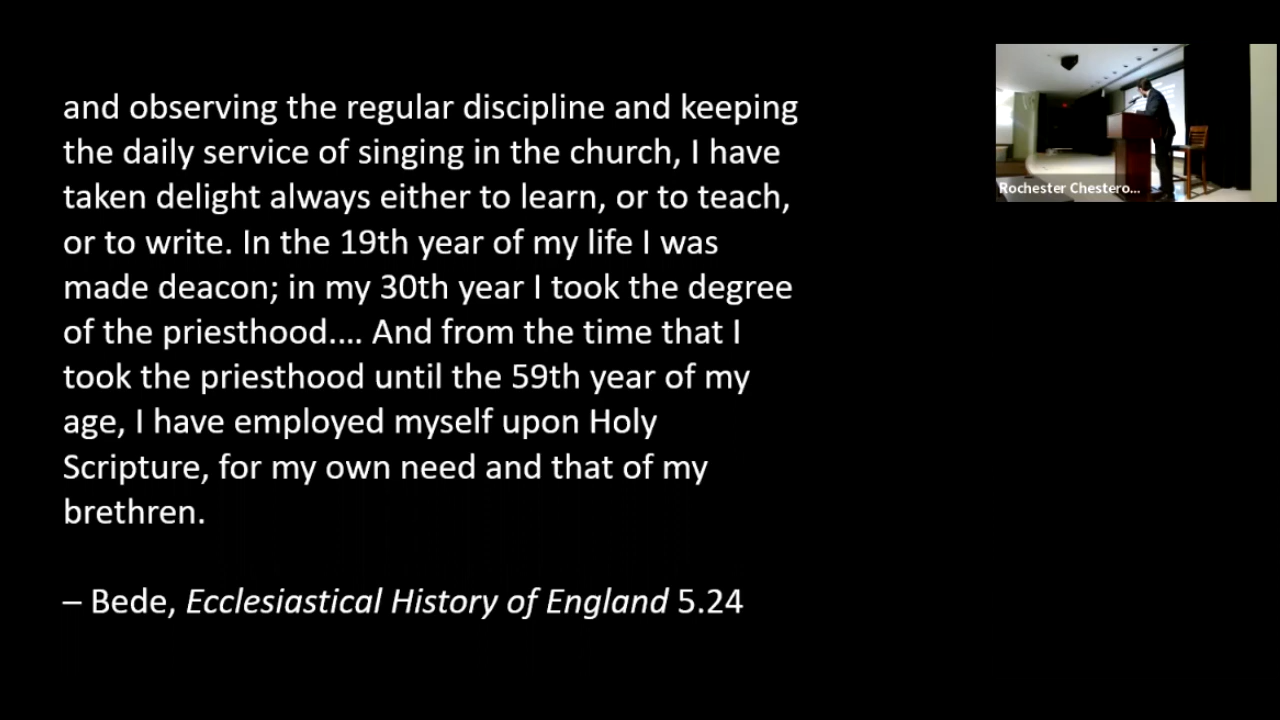 and observing the regular discipline and keeping
the daily service of singing in the church, I have
taken delight always either to learn, or to teach,
or to write. In the 19th year of my life I was
made deacon; in my 30th year I took the degree
of the priesthood.... And from the time that I
took the priesthood until the 59th year of my
age, I have employed myself upon Holy
Scripture, for my own need and that of my
brethren.
– Bede, Ecclesiastical History of England 5.24
Rochester Chestero...